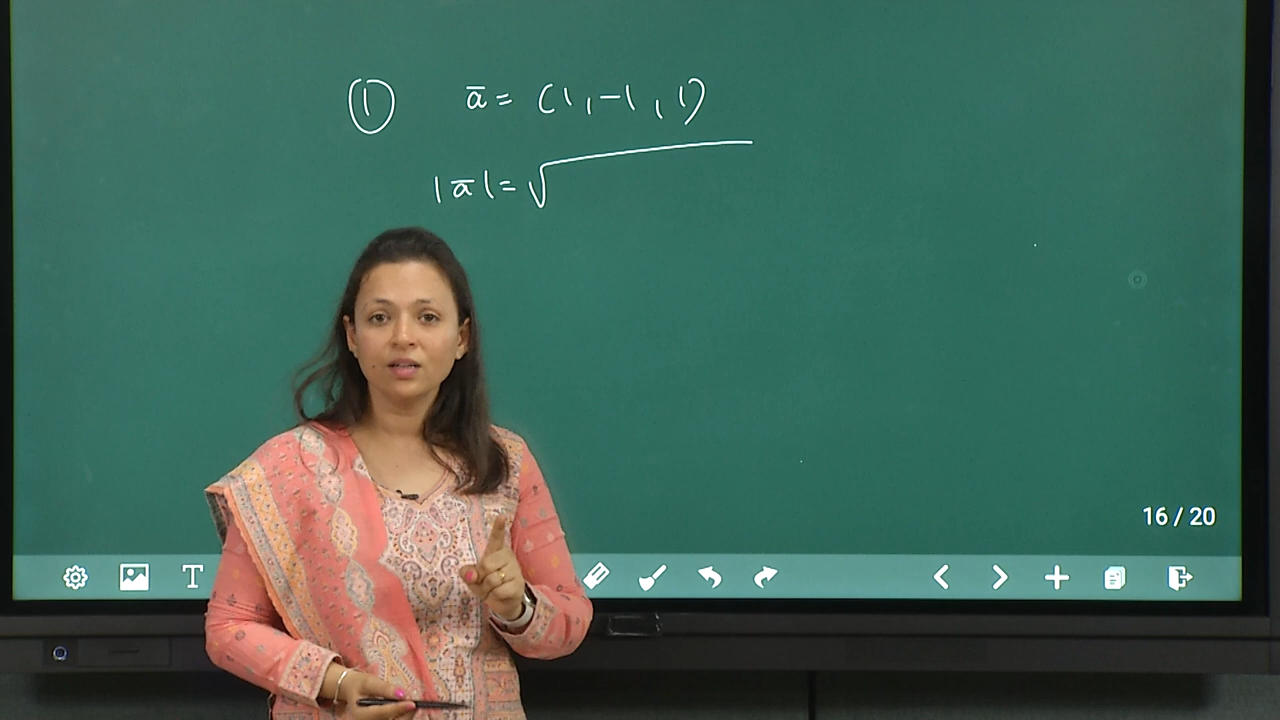 ① ā = (1, -1, 1)
|ā| = √
16 / 20
T